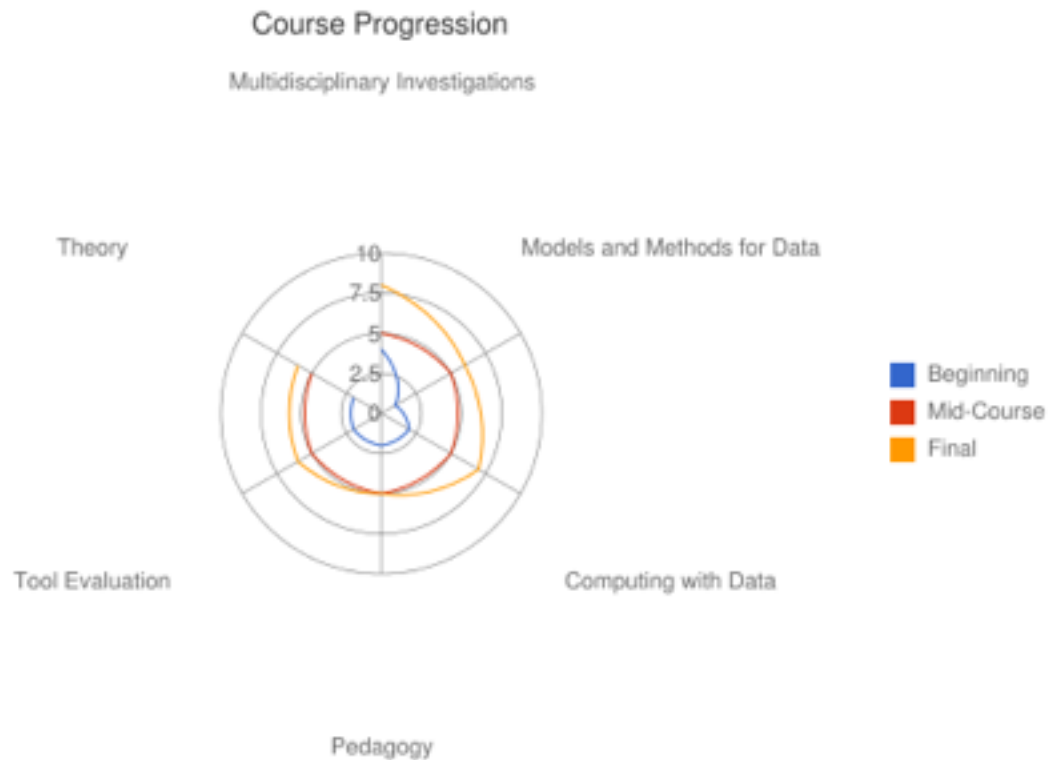 Course Progression
Multidisciplinary Investigations
Theory
Models and Methods for Data
10
7.5
5
2.5
0
Beginning
Mid-Course
Final
Tool Evaluation
Computing with Data
Pedagogy